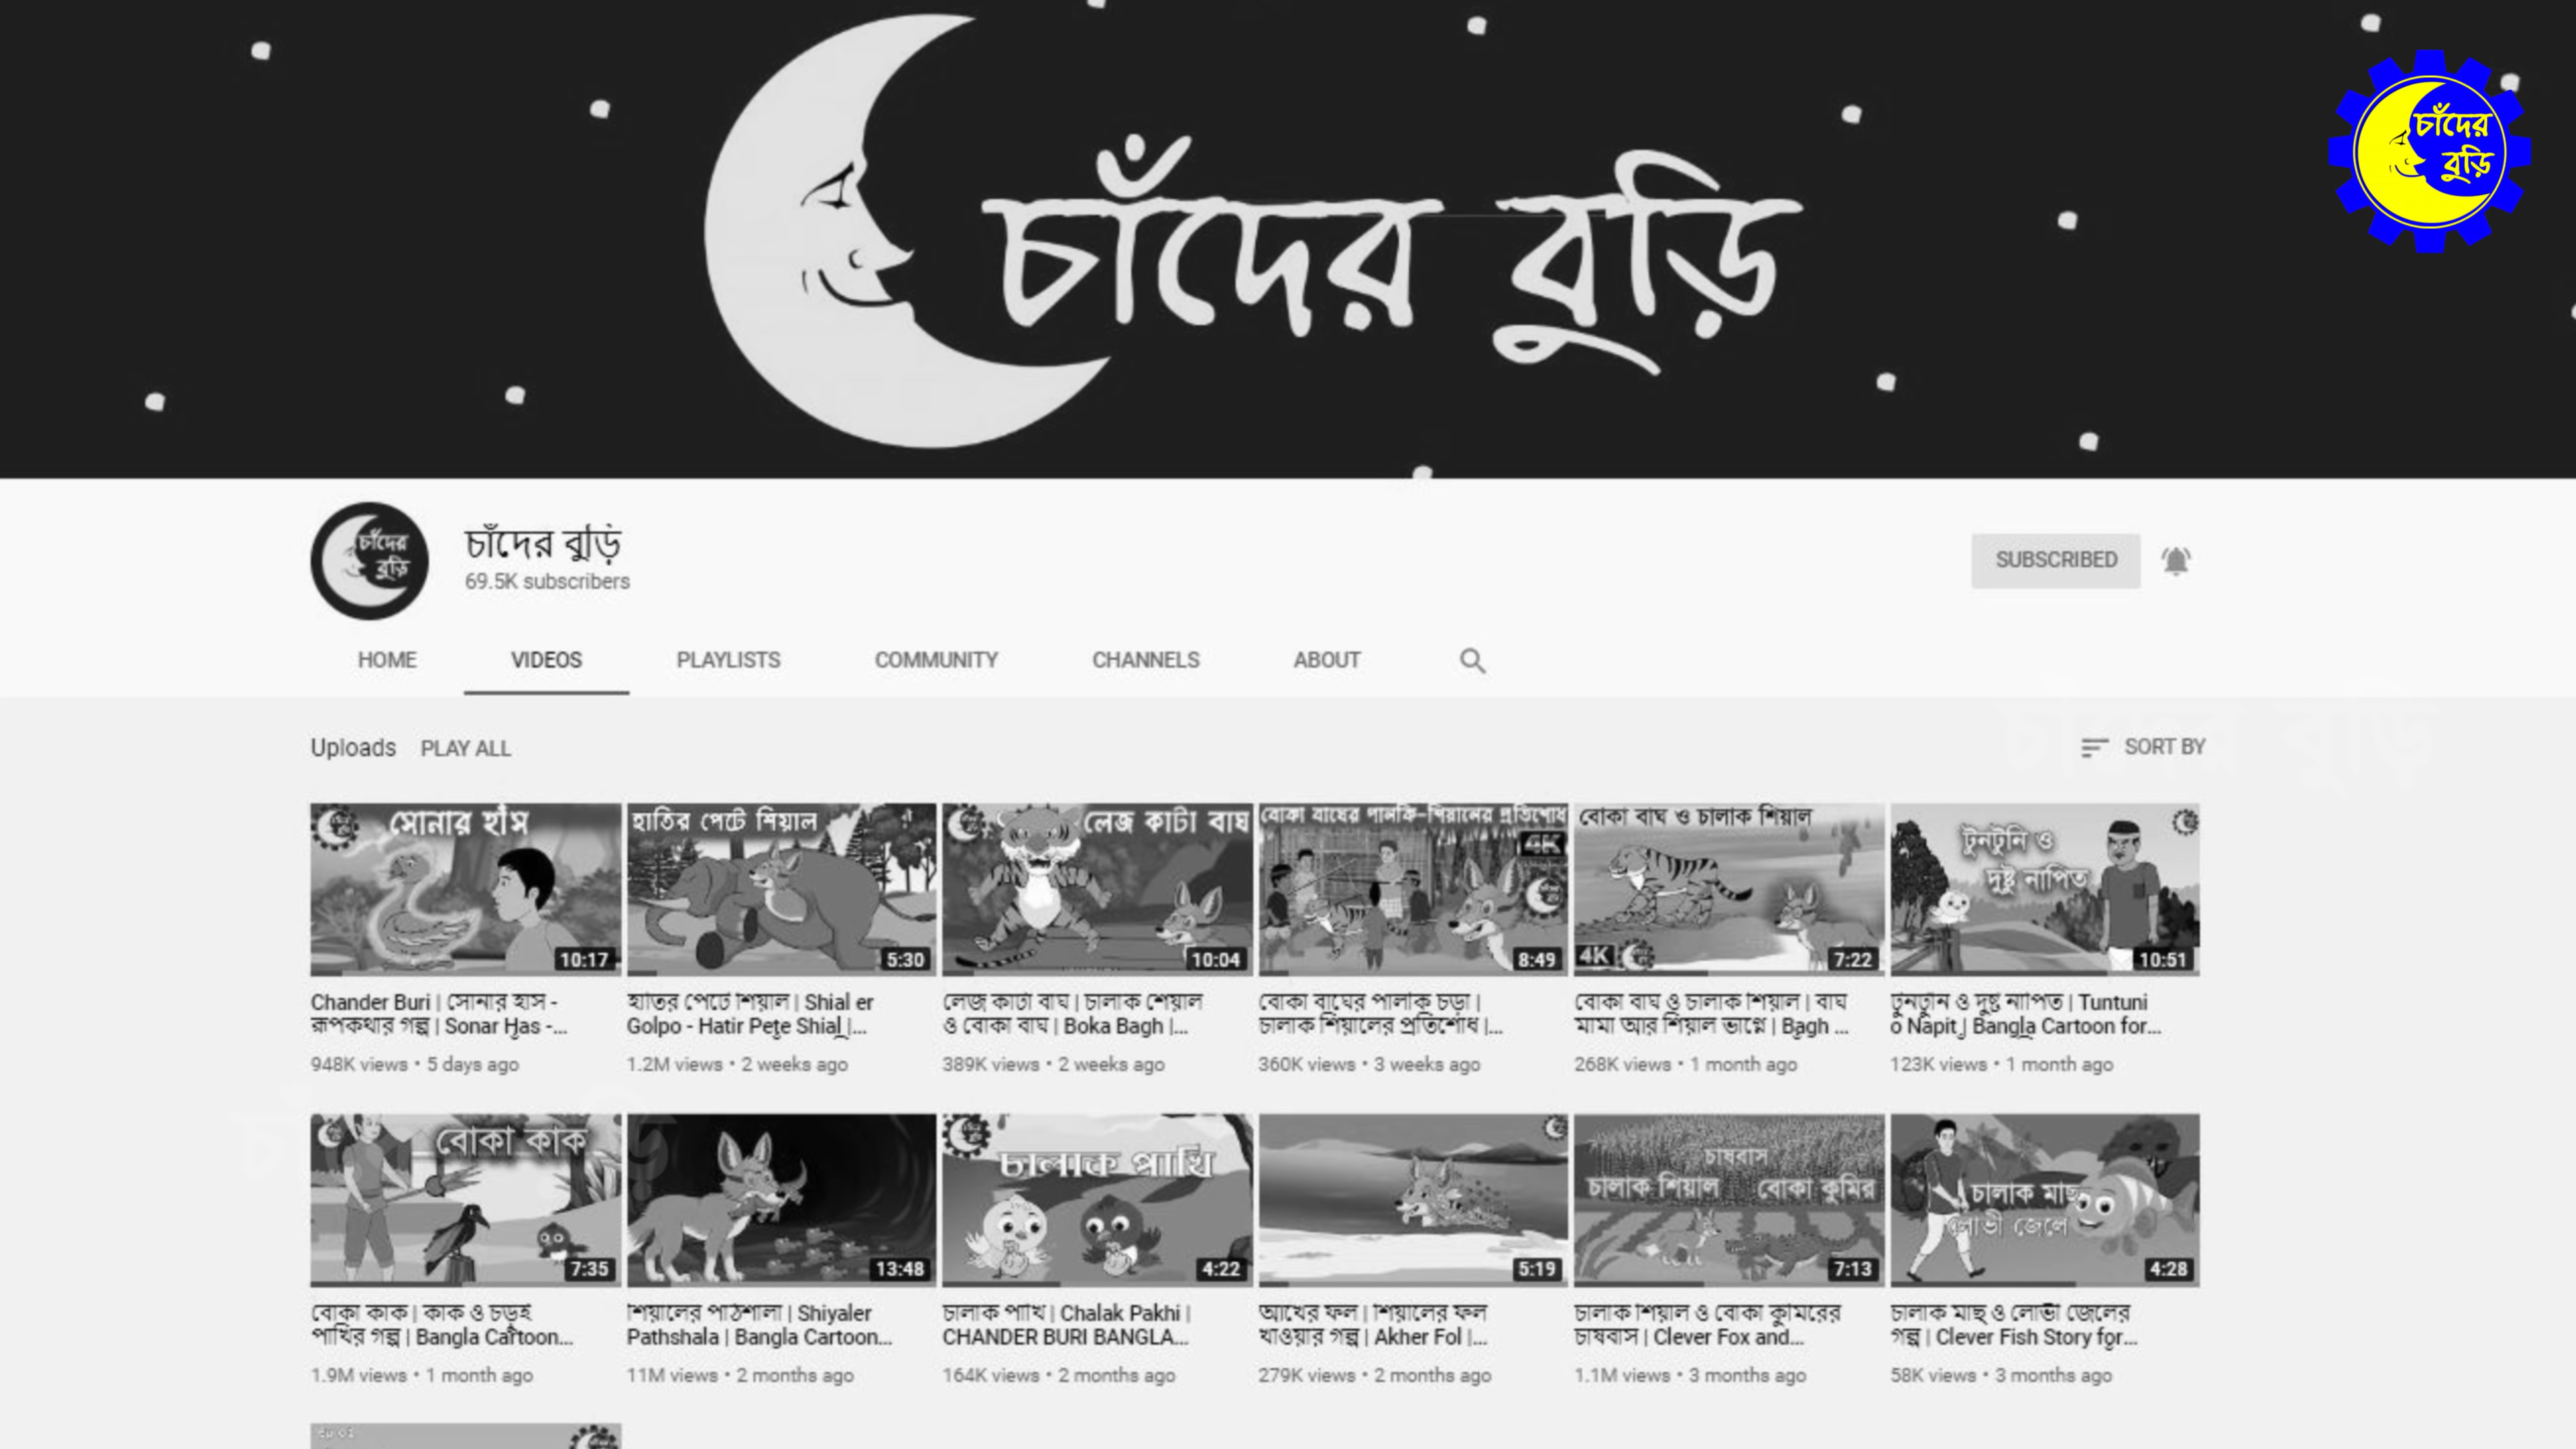 চাঁদের বুড়ি
চাঁদের
বুড়ি
চাঁদের
বুড়ি
চাঁদের বুড়ি
69.5K subscribers
SUBSCRIBED
HOME
VIDEOS
PLAYLISTS
COMMUNITY
CHANNELS
ABOUT
Uploads
PLAY ALL
SORT BY
সোনার হাঁস
10:17
হাতির পেটে শিয়াল
5:30
লেজ কাটা বাঘ
10:04
বোকা বাঘের পালকি-শিয়ালের প্রতিশোধ
4K
8:49
বোকা বাঘ ও চালাক শিয়াল
4K
7:22
টুনটুনি ও
দুষ্টু নাপিত
10:51
Chander Buri | সোনার হাঁস -
রূপকথার গল্প | Sonar Has -...
948K views • 5 days ago
হাতির পেটে শিয়াল | Shial er
Golpo - Hatir Pete Shial |...
1.2M views • 2 weeks ago
লেজ কাটা বাঘ | চালাক শেয়াল
ও বোকা বাঘ | Boka Bagh |...
389K views • 2 weeks ago
বোকা বাঘের পালকি চড়া |
চালাক শিয়ালের প্রতিশোধ |...
360K views • 3 weeks ago
বোকা বাঘ ও চালাক শিয়াল | বাঘ
মামা আর শিয়াল ভাগ্নে | Bagh ...
268K views • 1 month ago
টুনটুনি ও দুষ্টু নাপিত | Tuntuni
o Napit | Bangla Cartoon for...
123K views • 1 month ago
বোকা কাক
7:35
13:48
চালাক পাখি
4:22
5:19
চাষবাস
চালাক শিয়াল বোকা কুমির
7:13
চালাক মাছ
লোভী জেলে
4:28
বোকা কাক | কাক ও চড়ুই
পাখির গল্প | Bangla Cartoon...
1.9M views • 1 month ago
শিয়ালের পাঠশালা | Shiyaler
Pathshala | Bangla Cartoon...
11M views • 2 months ago
চালাক পাখি | Chalak Pakhi |
CHANDER BURI BANGLA...
164K views • 2 months ago
আখের ফল | শিয়ালের ফল
খাওয়ার গল্প | Akher Fol |...
279K views • 2 months ago
চালাক শিয়াল ও বোকা কুমিরের
চাষবাস | Clever Fox and...
1.1M views • 3 months ago
চালাক মাছ ও লোভী জেলের
গল্প | Clever Fish Story for...
58K views • 3 months ago